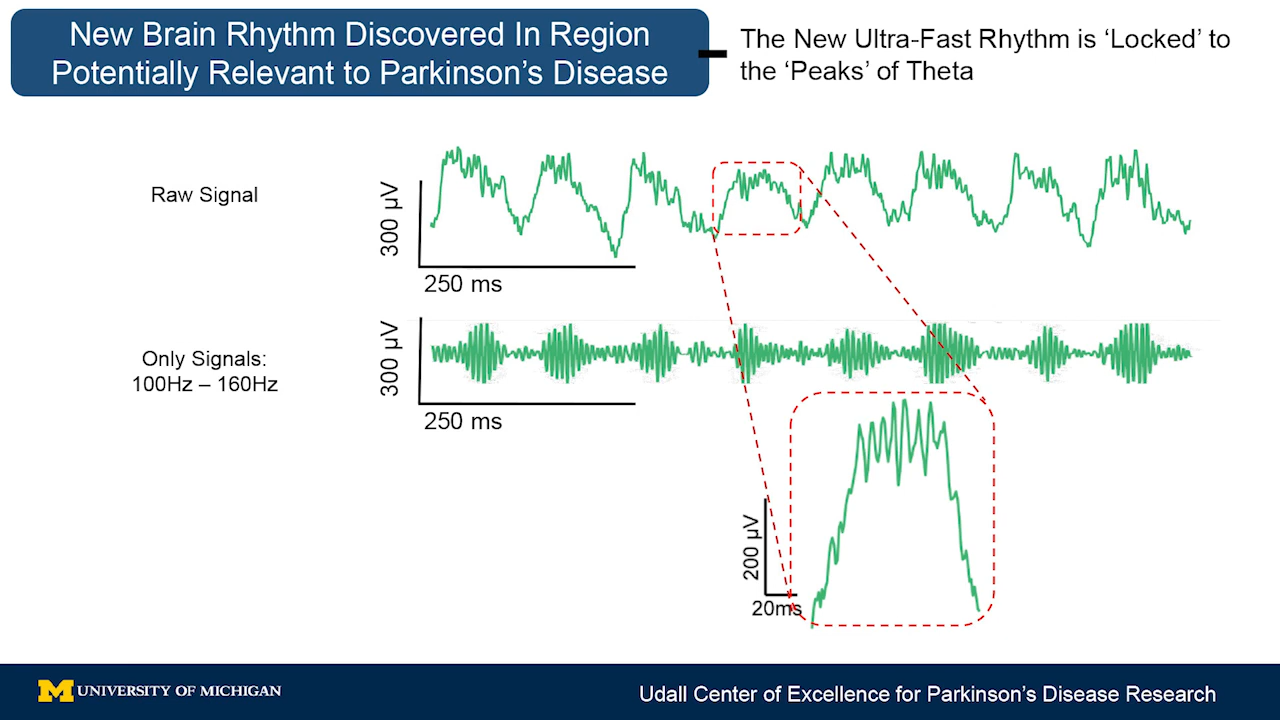 New Brain Rhythm Discovered In Region
Potentially Relevant to Parkinson's Disease
The New Ultra-Fast Rhythm is ‘Locked’ to
the ‘Peaks’ of Theta
Raw Signal
300 µV
250 ms
Only Signals:
100Hz – 160Hz
300 µV
250 ms
200 µV
20ms
M UNIVERSITY OF MICHIGAN
Udall Center of Excellence for Parkinson's Disease Research